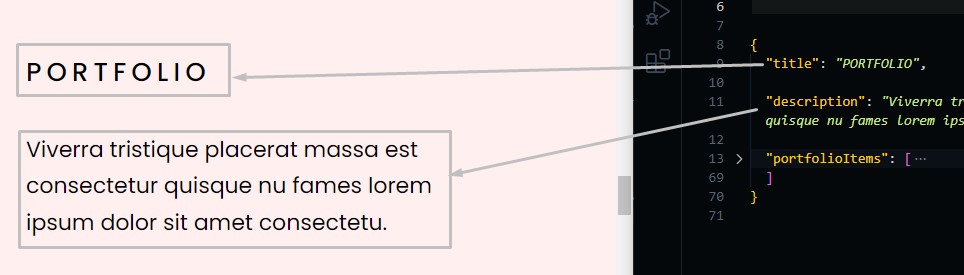 PORTFOLIO
Viverra tristique placerat massa est
consectetur quisque nu fames lorem
ipsum dolor sit amet consectetu.
6
7
8 {
9 "title": "PORTFOLIO",
10
11 "description": "Viverra tr
quisque nu fames lorem ips
12
13 "portfolioItems": [ ···
69 ]
70 }
71